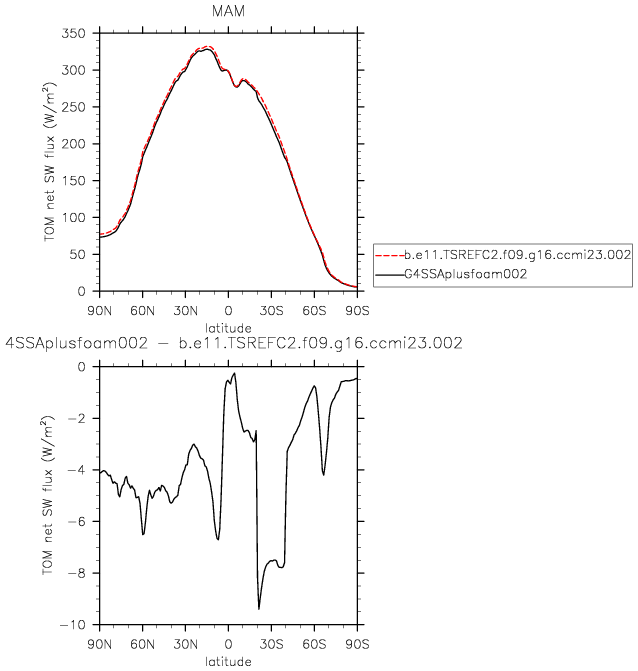 MAM
350
300
250
200
150
100
50
0
TOM net SW flux (W/m²)
90N 60N 30N 0 30S 60S 90S
latitude
b.e11.TSREFC2.f09.g16.ccmi23.002
G4SSAplusfoam002
4SSAplusfoam002 − b.e11.TSREFC2.f09.g16.ccmi23.002
0
−2
−4
−6
−8
−10
TOM net SW flux (W/m²)
90N 60N 30N 0 30S 60S 90S
latitude